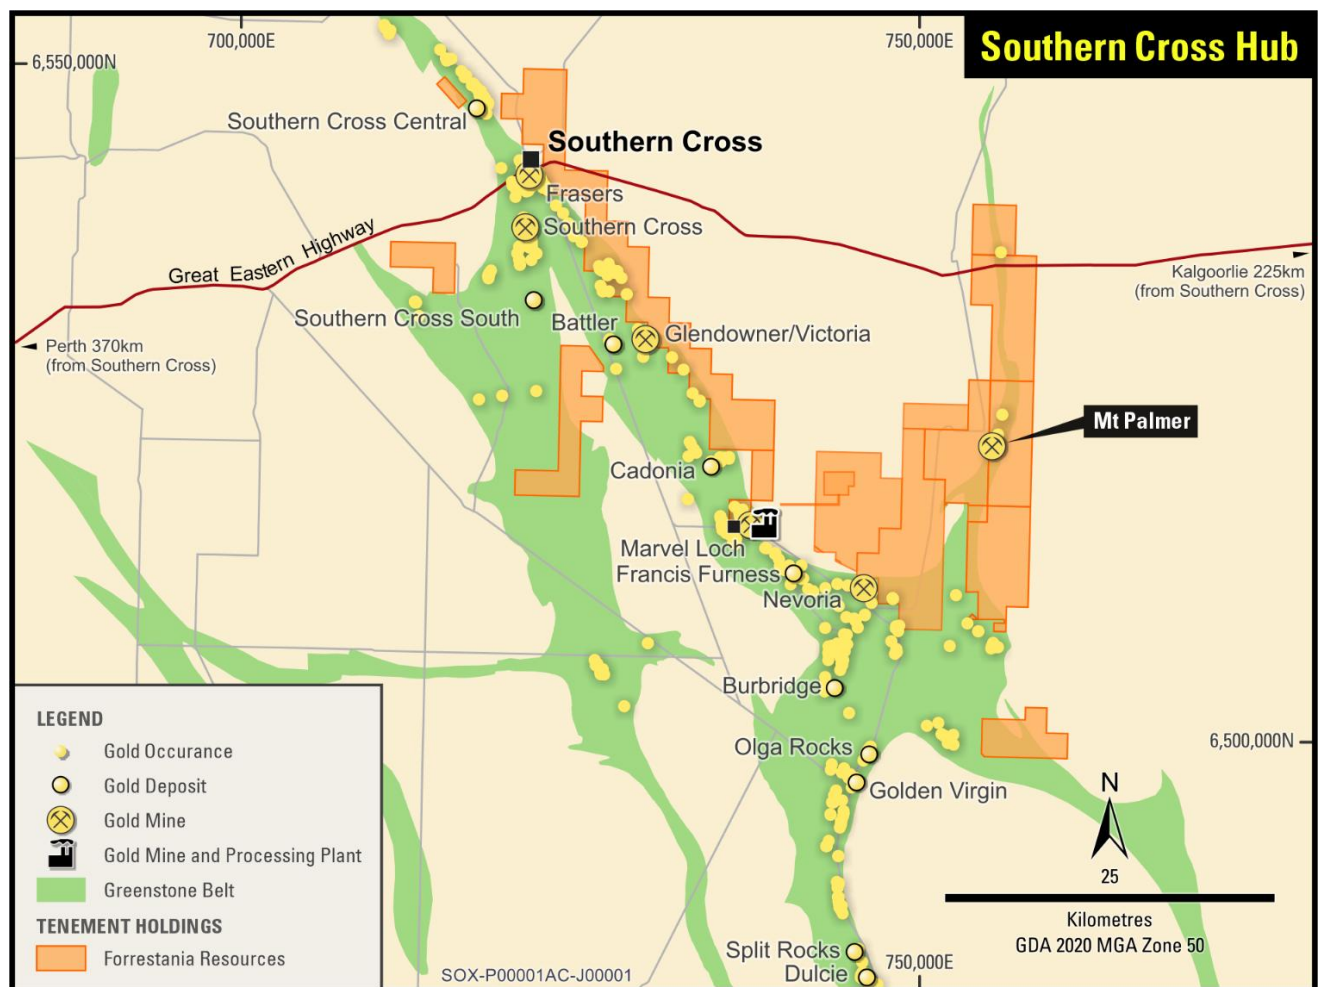 Southern Cross Hub
700,000E
750,000E
6,550,000N
Southern Cross Central
Southern Cross
Frasers
Southern Cross
Great Eastern Highway
Kalgoorlie 225km
(from Southern Cross)
Southern Cross South
Battler
Glendowner/Victoria
Perth 370km
(from Southern Cross)
Mt Palmer
Cadonia
Marvel Loch
Francis Furness
Nevoria
Burbridge
Olga Rocks
6,500,000N
Golden Virgin
N
25
Kilometres
GDA 2020 MGA Zone 50
Split Rocks
Dulcie
750,000E
SOX-P00001AC-J00001
LEGEND
Gold Occurance
Gold Deposit
Gold Mine
Gold Mine and Processing Plant
Greenstone Belt
TENEMENT HOLDINGS
Forrestania Resources